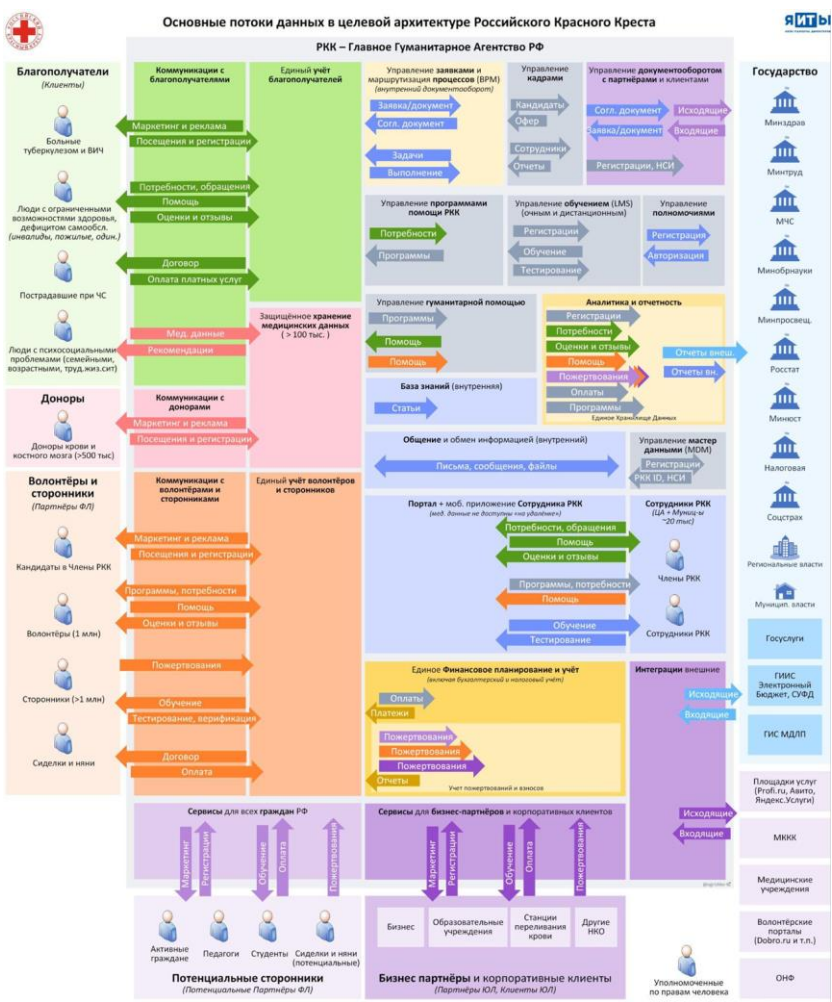 Основные потоки данных в целевой архитектуре Российского Красного Креста
ЯИТЫ
РКК – Главное Гуманитарное Агентство РФ
Благополучатели
(Клиенты)
Больные
туберкулезом и ВИЧ
Люди с ограниченными
возможностями здоровья,
дефицитом самообсл.
(инвалиды, пожилые, один.)
Пострадавшие при ЧС
Люди с психосоциальными
проблемами (семейными,
возрастными, труд.жиз.сит)
Коммуникации с
благополучателями
Маркетинг и реклама
Посещения и регистрации
Потребности, обращения
Помощь
Оценки и отзывы
Договор
Оплата платных услуг
Мед. данные
Рекомендации
Единый учёт
благополучателей
Защищённое хранение
медицинских данных
( > 100 тыс. )
Доноры
Доноры крови и
костного мозга (>500 тыс)
Коммуникации с
донорами
Маркетинг и реклама
Посещения и регистрации
Волонтёры и
сторонники
(Партнёры ФЛ)
Кандидаты в Члены РКК
Волонтёры (1 млн)
Сторонники (>1 млн)
Сиделки и няни
Коммуникации с
волонтёрами и
сторонниками
Маркетинг и реклама
Посещения и регистрации
Программы, потребности
Помощь
Оценки и отзывы
Пожертвования
Обучение
Тестирование, верификация
Договор
Оплата
Единый учёт волонтёров
и сторонников
Управление заявками и
маршрутизация процессов (BPM)
(внутренний документооборот)
Заявка/документ
Согл. документ
Задачи
Выполнение
Управление
кадрами
Кандидаты
Офер
Сотрудники
Отчеты
Управление документооборотом
с партнёрами и клиентами
Согл. документ
Исходящие
Заявка/документ
Входящие
Регистрации, НСИ
Управление программами
помощи РКК
Потребности
Программы
Управление обучением (LMS)
(очным и дистанционным)
Регистрации
Обучение
Тестирование
Управление
полномочиями
Регистрация
Авторизация
Управление гуманитарной помощью
Программы
Помощь
Помощь
База знаний (внутренняя)
Статьи
Аналитика и отчетность
Регистрации
Потребности
Оценки и отзывы
Помощь
Пожертвования
Оплаты
Программы
Единое Хранилище Данных
Отчеты внеш.
Отчеты вн.
Общение и обмен информацией (внутренний)
Письма, сообщения, файлы
Управление мастер
данными (MDM)
Регистрации
РКК ID, НСИ
Портал + моб. приложение Сотрудника РКК
(мед. данные не доступны «на удалёнке»)
Потребности, обращения
Помощь
Оценки и отзывы
Программы, потребности
Помощь
Обучение
Тестирование
Сотрудники РКК
(ЦА + Муниц-ы
~20 тыс)
Члены РКК
Сотрудники РКК
Единое Финансовое планирование и учёт
(включая бухгалтерский и налоговый учёт)
Оплаты
Платежи
Пожертвования
Пожертвования
Пожертвования
Отчеты
Учет пожертвований и взносов
Интеграции внешние
Исходящие
Входящие
Исходящие
Входящие
Государство
Минздрав
Минтруд
МЧС
Минобрнауки
Минпросвещ.
Росстат
Минюст
Налоговая
Соцстрах
Региональные власти
Муницип. власти
Госуслуги
ГИИС
Электронный
Бюджет, СУФД
ГИС МДЛП
Площадки услуг
(Profi.ru, Авито,
Яндекс.Услуги)
МККК
Медицинские
учреждения
Волонтёрские
порталы
(Dobro.ru и т.п.)
ОНФ
Сервисы для всех граждан РФ
Маркетинг
Регистрации
Обучение
Оплата
Пожертвования
Сервисы для бизнес-партнёров и корпоративных клиентов
Маркетинг
Регистрации
Обучение
Оплата
Пожертвования
Активные
граждане
Педагоги
Студенты
Сиделки и няни
(потенциальные)
Потенциальные сторонники
(Потенциальные Партнёры ФЛ)
Бизнес
Образовательные
учреждения
Станции
переливания
крови
Другие
НКО
Бизнес партнёры и корпоративные клиенты
(Партнёры ЮЛ, Клиенты ЮЛ)
Уполномоченные
по правам человека